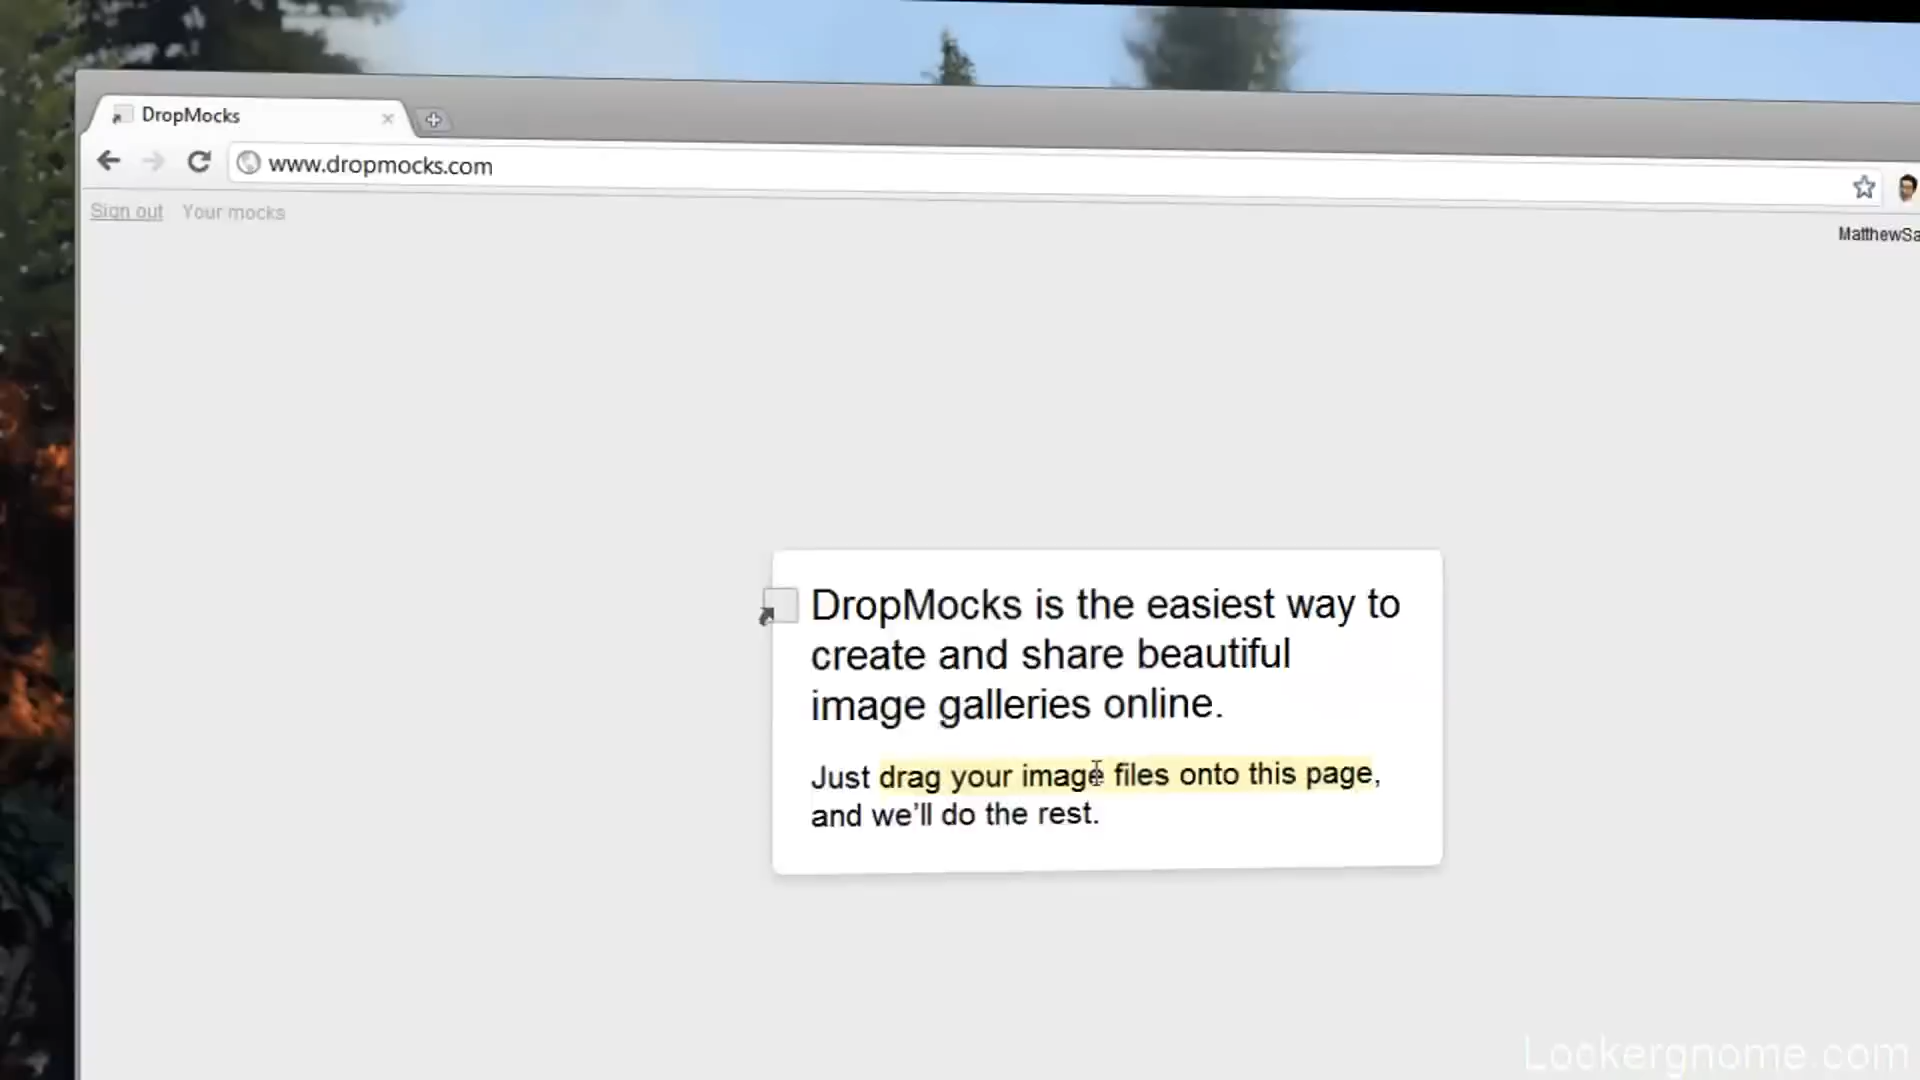 DropMocks
www.dropmocks.com
Sign out Your mocks
MatthewSa
DropMocks is the easiest way to
create and share beautiful
image galleries online.
Just drag your image files onto this page,
and we'll do the rest.
Lockergnome.com